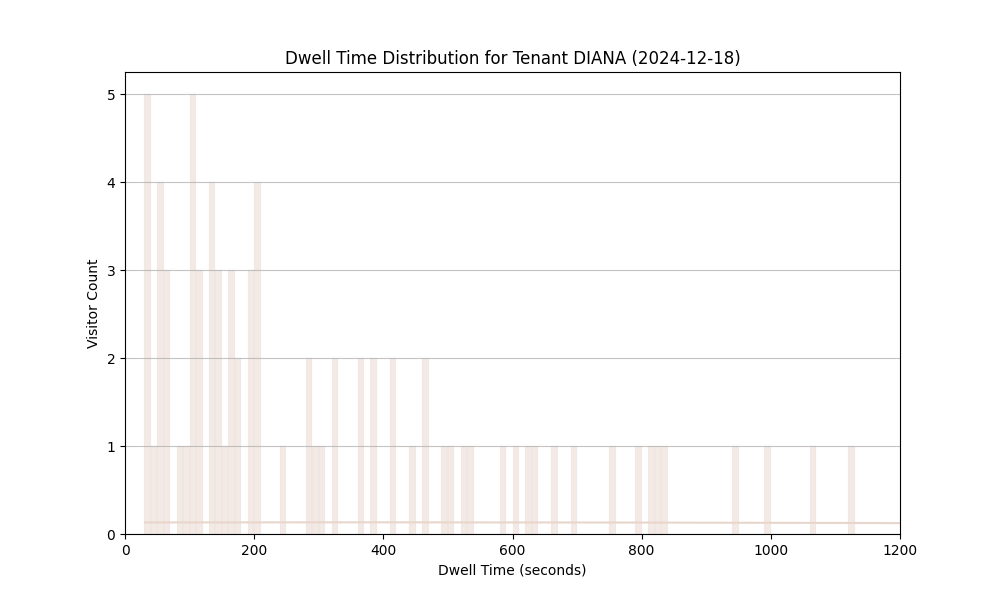 Dwell Time Distribution for Tenant DIANA (2024-12-18)
Visitor Count
5
4
3
2
1
0
0 200 400 600 800 1000 1200
Dwell Time (seconds)